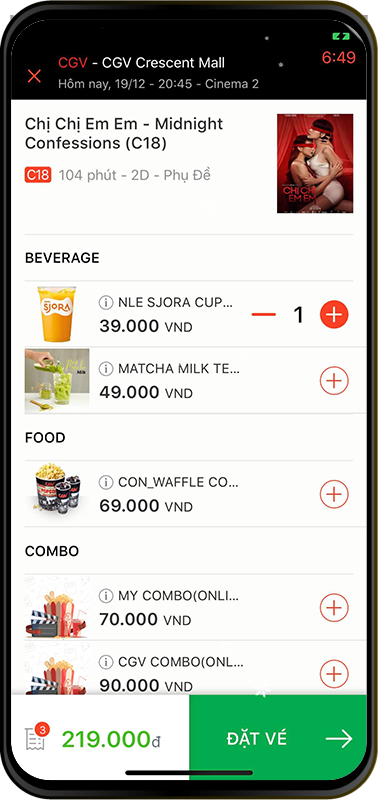 6:49
CGV - CGV Crescent Mall
Hôm nay, 19/12 - 20:45 - Cinema 2
Chị Chị Em Em - Midnight
Confessions (C18)
C18 104 phút - 2D - Phụ Đề
CHỊ CHỊ
EM EM
BEVERAGE
SJORA
NLE SJORA CUP...
39.000 VND
1
MATCHA MILK TE...
49.000 VND
FOOD
CON_WAFFLE CO...
69.000 VND
COMBO
MY COMBO(ONLI...
70.000 VND
CGV COMBO(ONL...
90.000 VND
3
219.000đ
ĐẶT VÉ